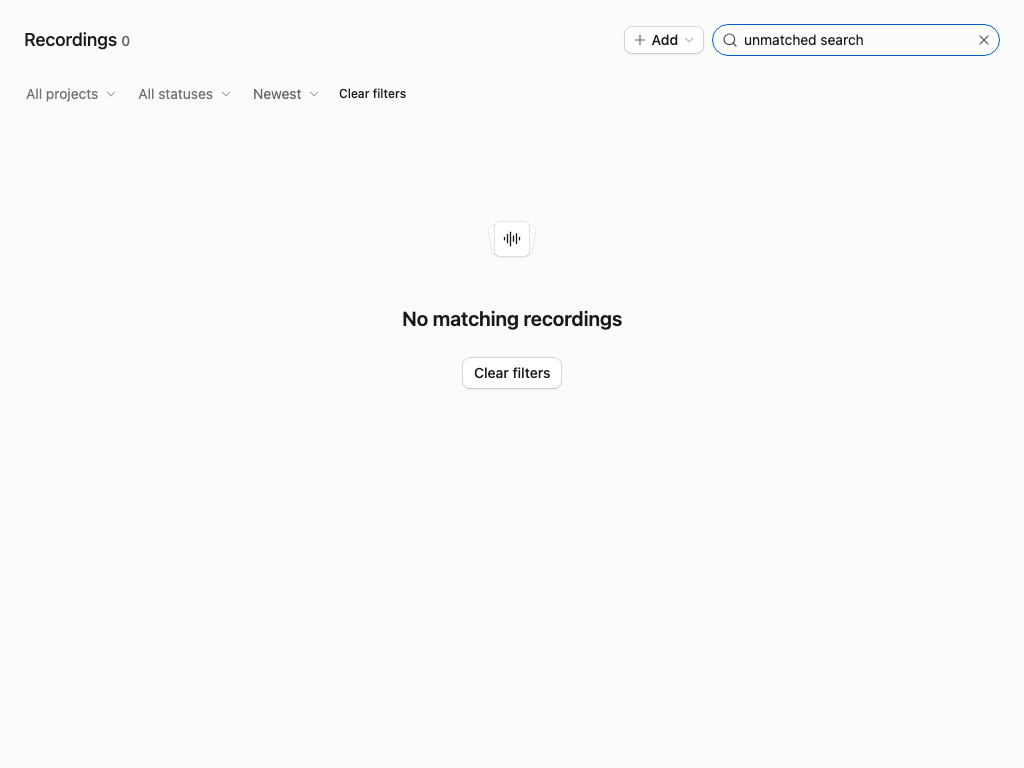 Recordings 0
Add
unmatched search
All projects
All statuses
Newest
Clear filters
No matching recordings
Clear filters